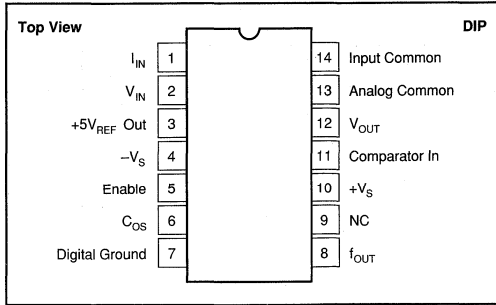 Top View DIP
I_IN 1 14 Input Common
V_IN 2 13 Analog Common
+5V_REF Out 3 12 V_OUT
–V_S 4 11 Comparator In
Enable 5 10 +V_S
C_OS 6 9 NC
Digital Ground 7 8 f_OUT